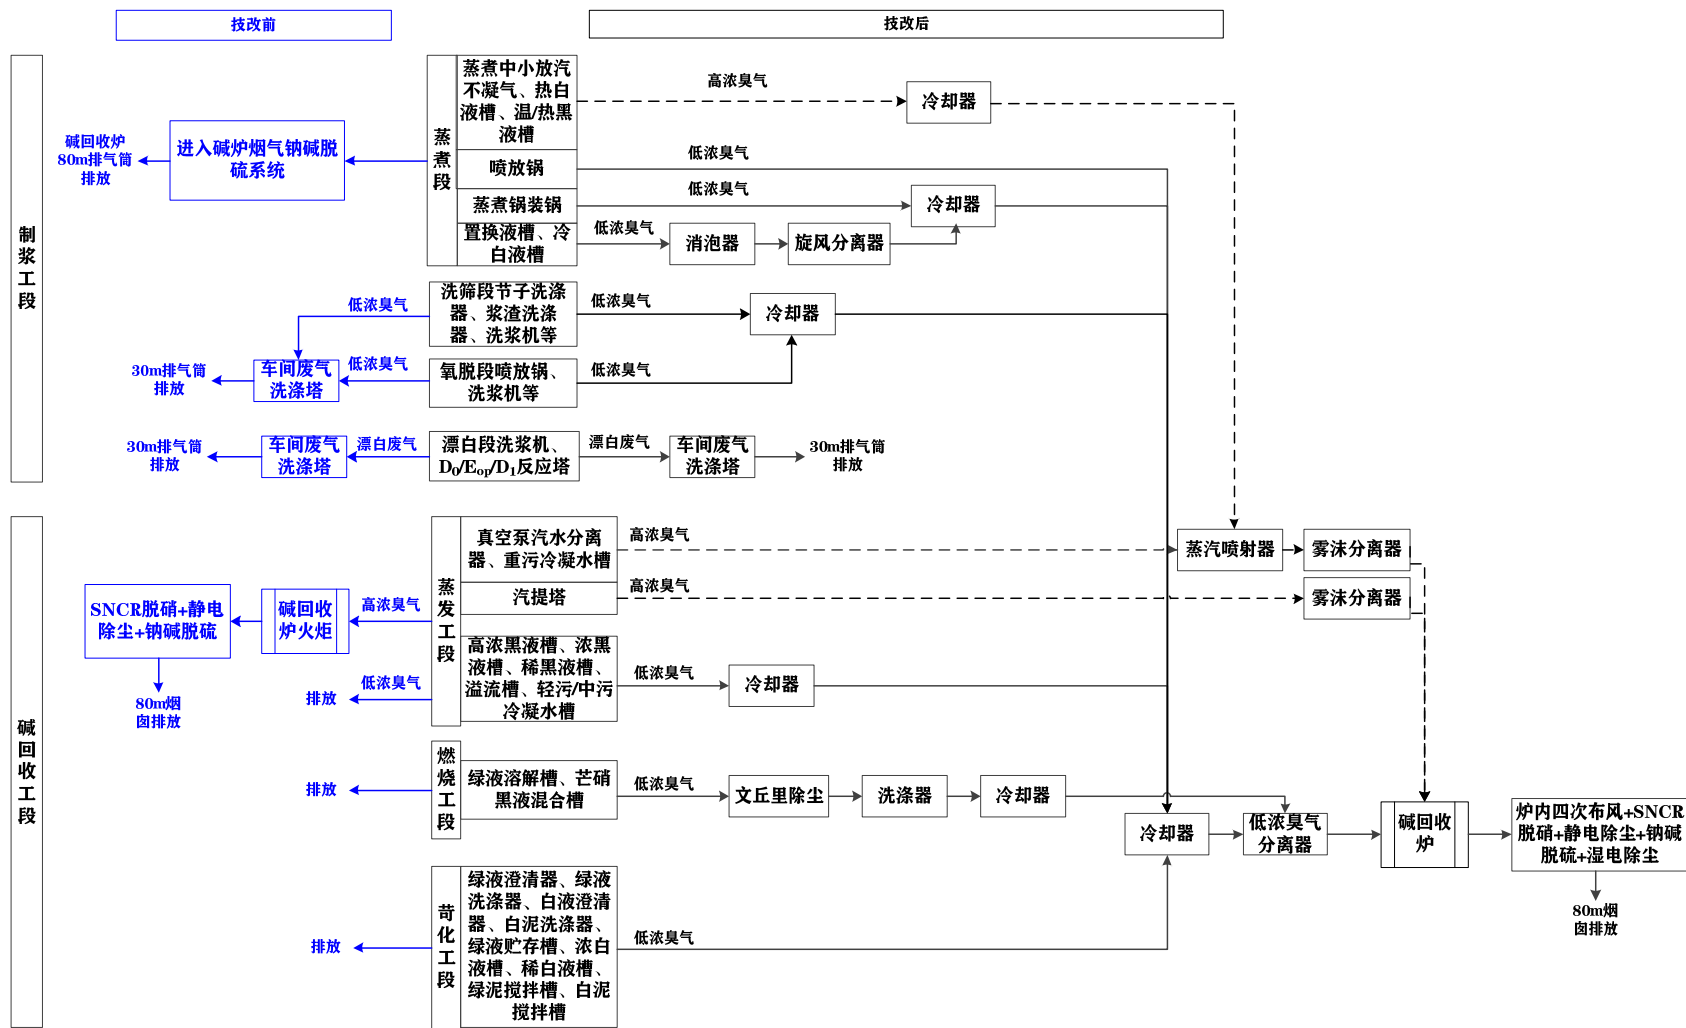 技改前
技改后
制浆工段
蒸煮段
蒸煮中小放汽
不凝气、热白
液槽、温/热黑
液槽
高浓臭气
冷却器
碱回收炉
80m排气筒
排放
进入碱炉烟气钠碱脱
硫系统
喷放锅
低浓臭气
蒸煮锅装锅
低浓臭气
冷却器
置换液槽、冷
白液槽
低浓臭气
消泡器
旋风分离器
低浓臭气
洗筛段节子洗涤
器、浆渣洗涤
器、洗浆机等
低浓臭气
冷却器
30m排气筒
排放
车间废气
洗涤塔
低浓臭气
氧脱段喷放锅、
洗浆机等
低浓臭气
30m排气筒
排放
车间废气
洗涤塔
漂白废气
漂白段洗浆机、
D0/Eop/D1反应塔
漂白废气
车间废气
洗涤塔
30m排气筒
排放
碱回收工段
蒸发工段
真空泵汽水分离
器、重污冷凝水槽
高浓臭气
蒸汽喷射器
雾沫分离器
汽提塔
高浓臭气
雾沫分离器
SNCR脱硝+静电
除尘+钠碱脱硫
碱回收
炉火炬
高浓臭气
80m烟
囱排放
排放
低浓臭气
高浓黑液槽、浓黑
液槽、稀黑液槽、
溢流槽、轻污/中污
冷凝水槽
低浓臭气
冷却器
燃烧工段
排放
绿液溶解槽、芒硝
黑液混合槽
低浓臭气
文丘里除尘
洗涤器
冷却器
冷却器
低浓臭气
分离器
碱回收
炉
炉内四次布风+SNCR
脱硝+静电除尘+钠碱
脱硫+湿电除尘
80m烟
囱排放
苛化工段
排放
绿液澄清器、绿液
洗涤器、白液澄清
器、白泥洗涤器、
绿液贮存槽、浓白
液槽、稀白液槽、
绿泥搅拌槽、白泥
搅拌槽
低浓臭气